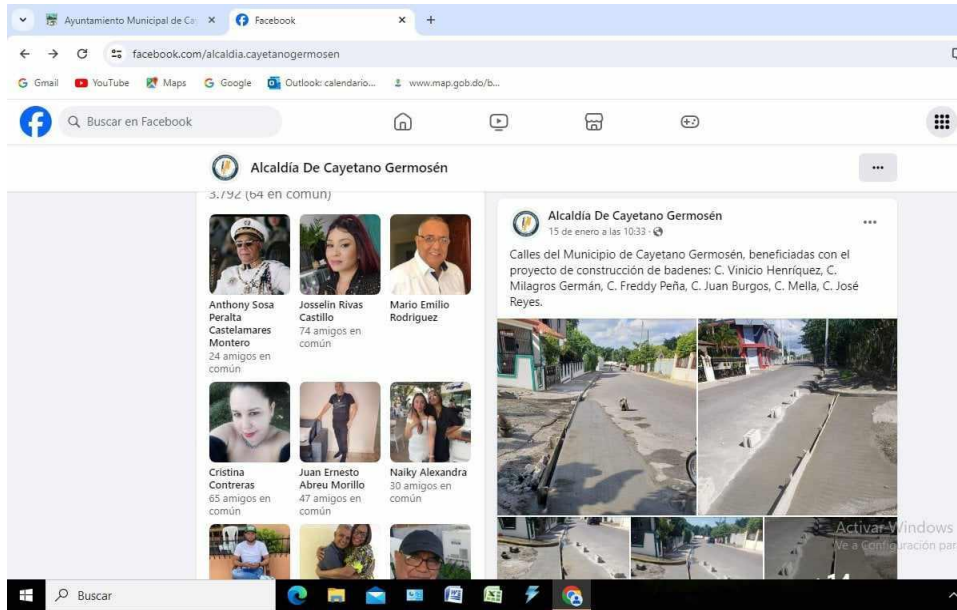 Ayuntamiento Municipal de Ca
Facebook
facebook.com/alcaldia.cayetanogermosen
Gmail
YouTube
Maps
Google
Outlook: calendario...
www.map.gob.do/b...
Buscar en Facebook
Alcaldía De Cayetano Germosén
3.792 (64 en común)
Anthony Sosa
Peralta
Castelamares
Montero
24 amigos en
común
Josselin Rivas
Castillo
74 amigos en
común
Mario Emilio
Rodriguez
Cristina
Contreras
65 amigos en
común
Juan Ernesto
Abreu Morillo
47 amigos en
común
Naiky Alexandra
30 amigos en
común
Alcaldía De Cayetano Germosén
15 de enero a las 10:33 ·
Calles del Municipio de Cayetano Germosén, beneficiadas con el
proyecto de construcción de badenes: C. Vinicio Henríquez, C.
Milagros Germán, C. Freddy Peña, C. Juan Burgos, C. Mella, C. José
Reyes.
Activar Windows
Ve a Configuración par
Buscar